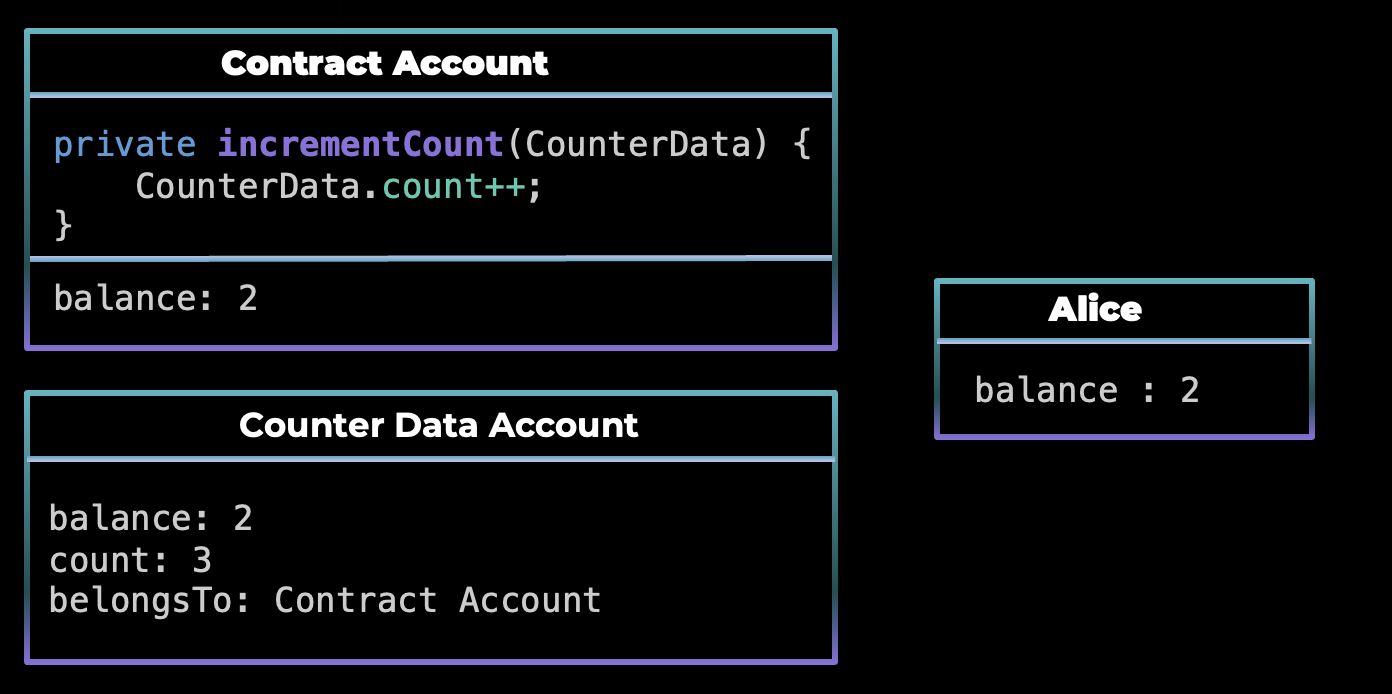 Contract Account
private incrementCount(CounterData) {
    CounterData.count++;
}
balance: 2
Counter Data Account
balance: 2
count: 3
belongsTo: Contract Account
Alice
balance : 2